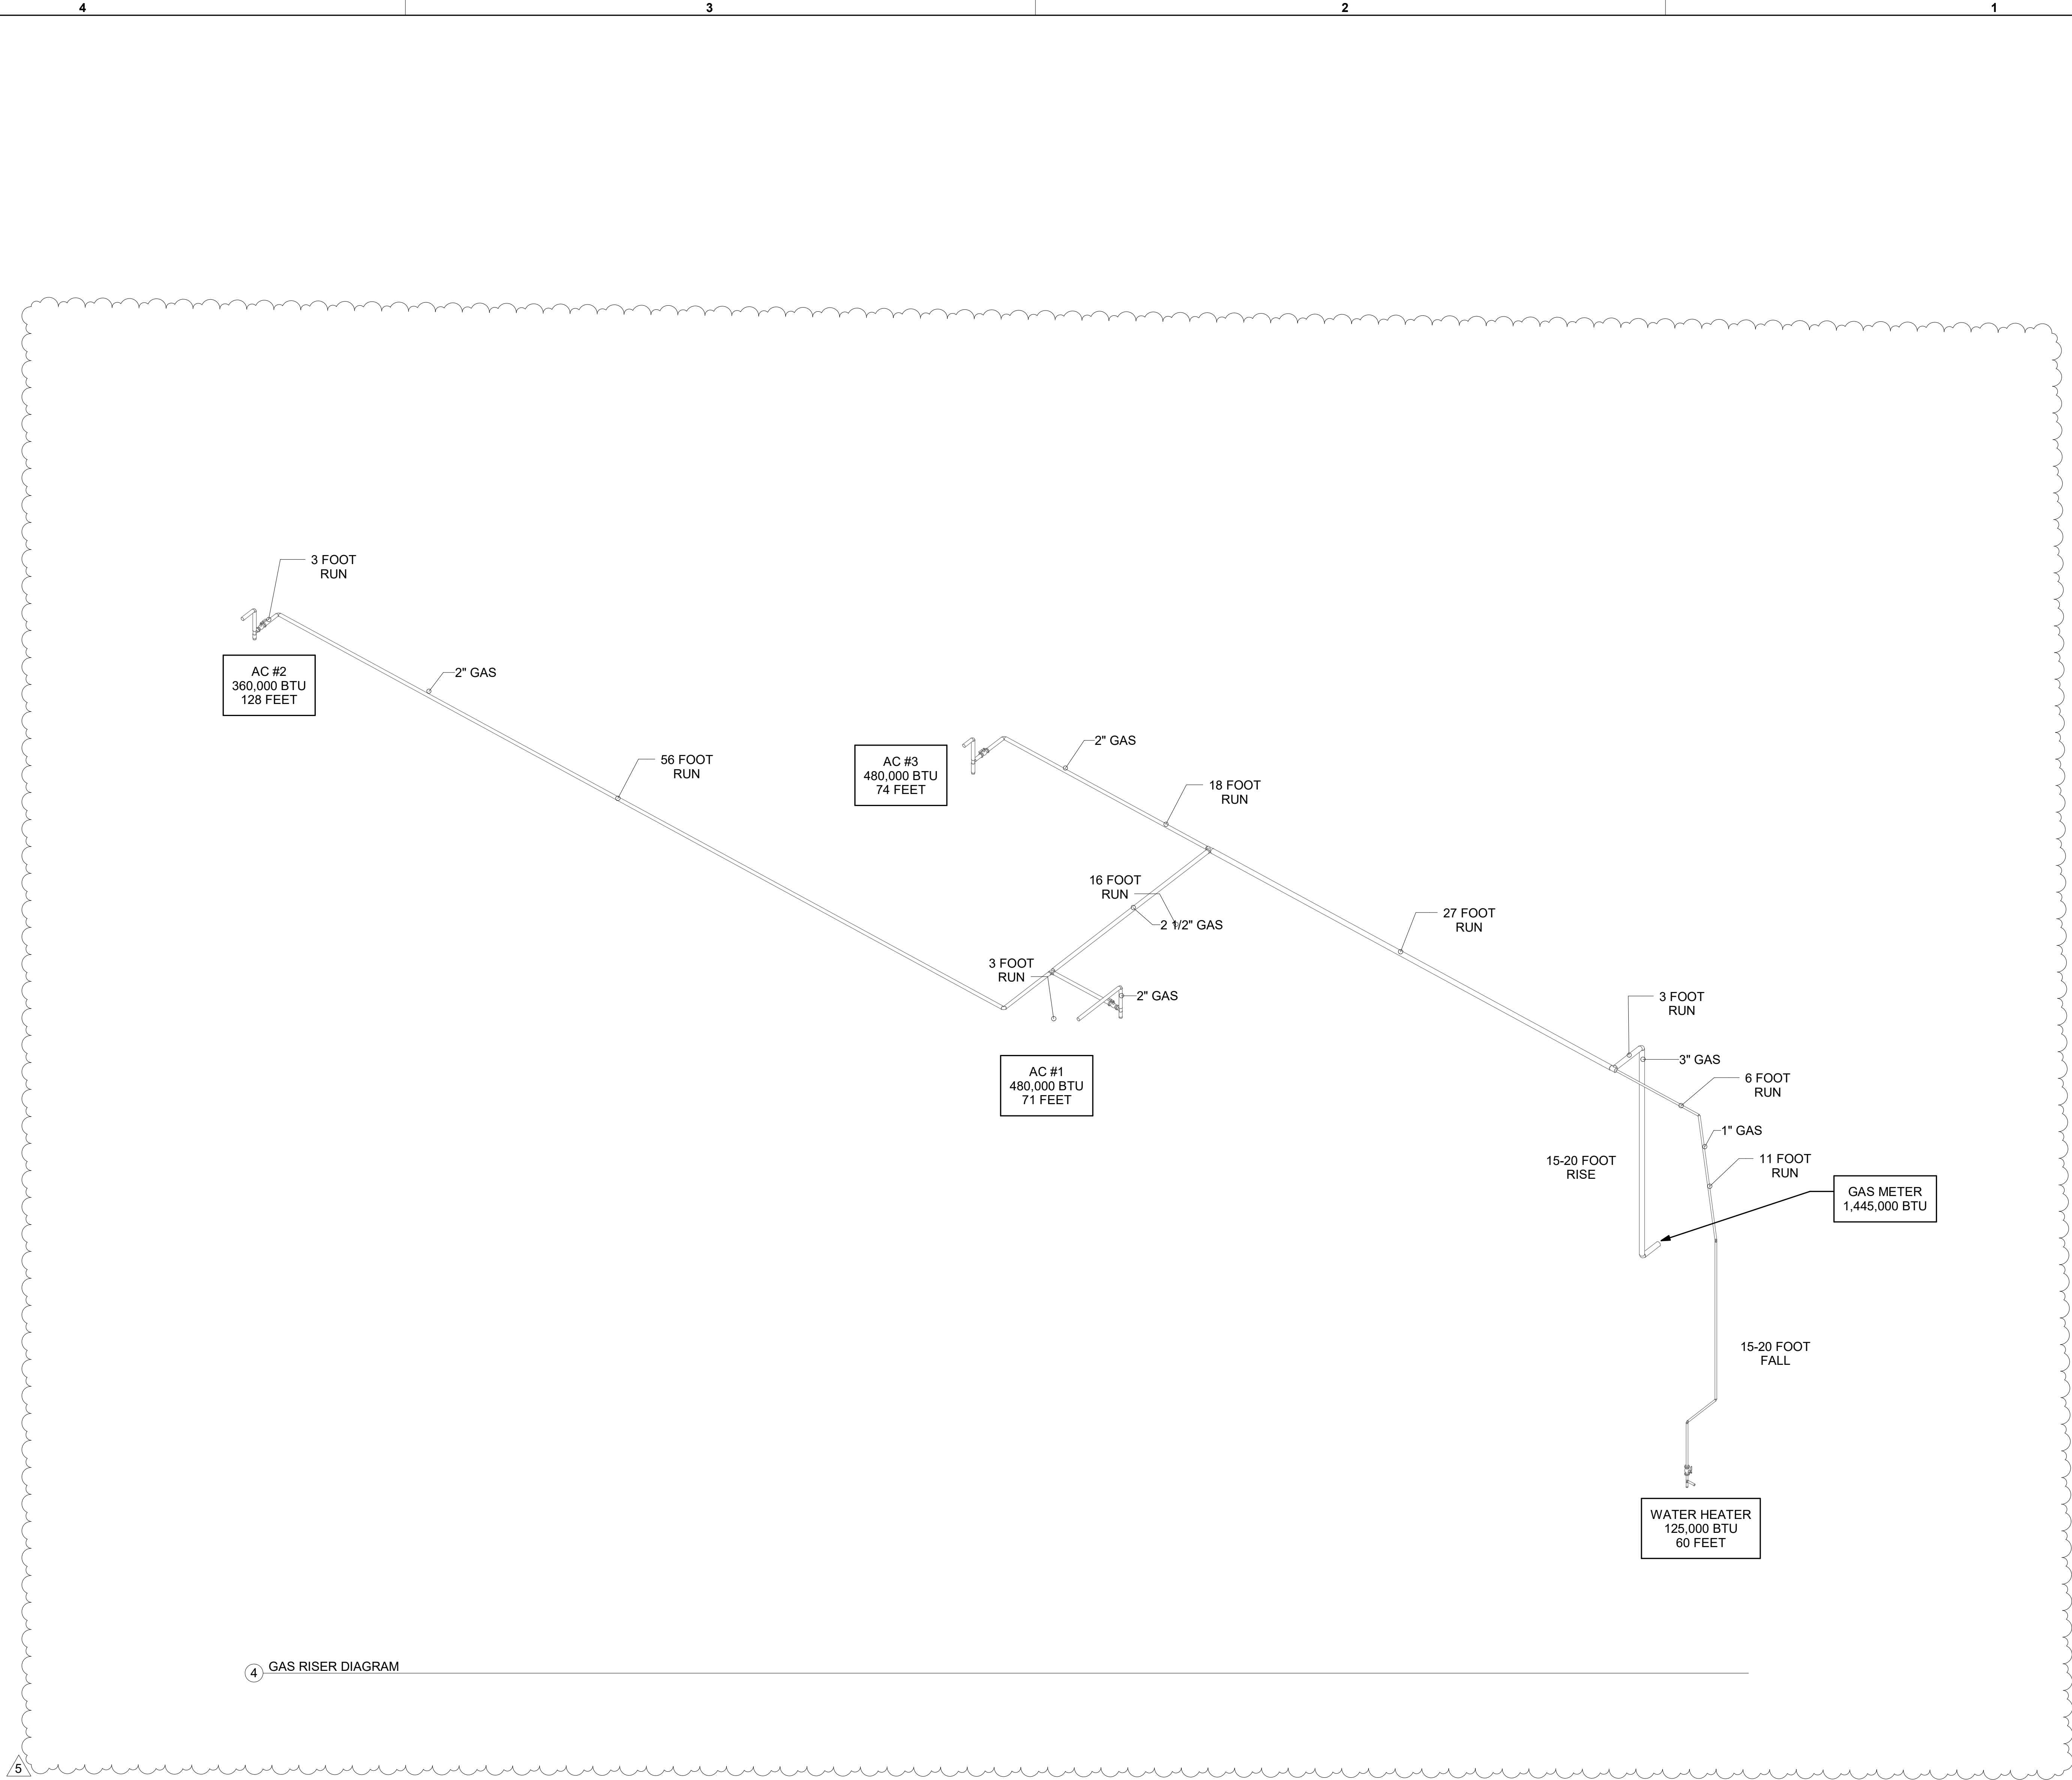 4
3
2
1
3 FOOT
RUN
AC #2
360,000 BTU
128 FEET
2" GAS
56 FOOT
RUN
AC #3
480,000 BTU
74 FEET
2" GAS
18 FOOT
RUN
16 FOOT
RUN
2 1/2" GAS
27 FOOT
RUN
3 FOOT
RUN
2" GAS
AC #1
480,000 BTU
71 FEET
3 FOOT
RUN
3" GAS
6 FOOT
RUN
1" GAS
11 FOOT
RUN
15-20 FOOT
RISE
GAS METER
1,445,000 BTU
15-20 FOOT
FALL
WATER HEATER
125,000 BTU
60 FEET
4
GAS RISER DIAGRAM
5